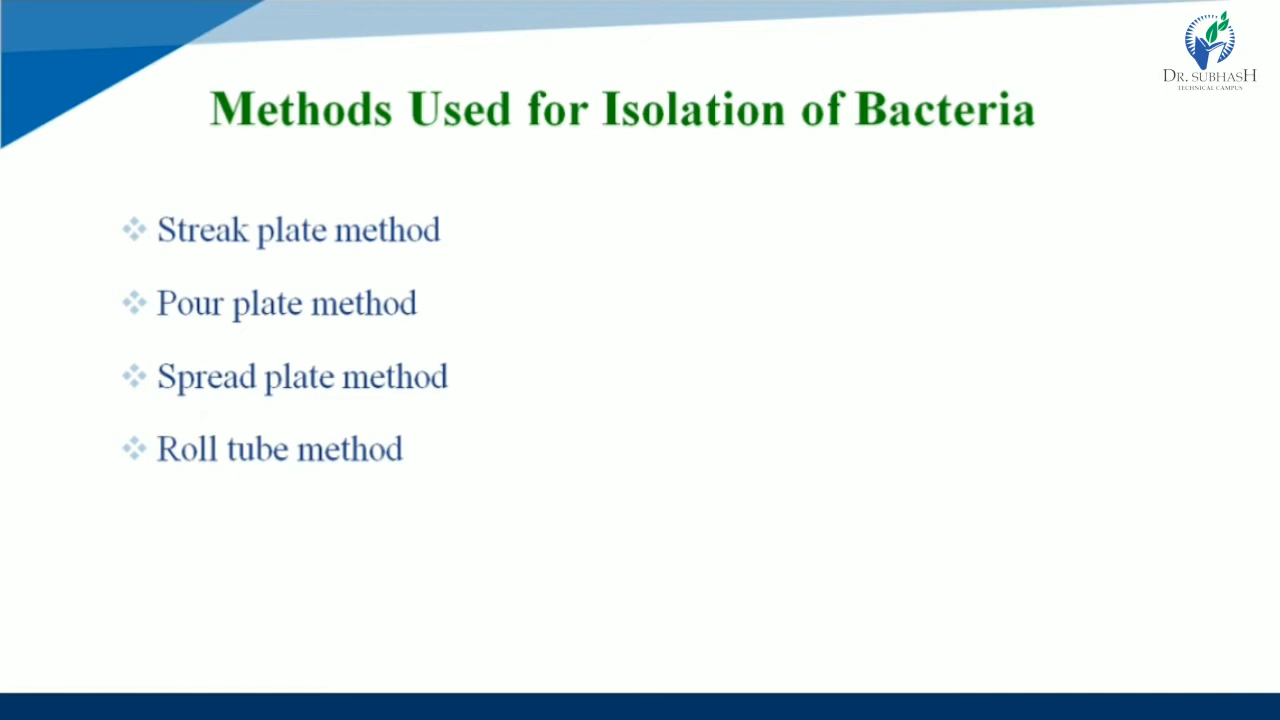 DR. SUBHASH
TECHNICAL CAMPUS
Methods Used for Isolation of Bacteria
Streak plate method
Pour plate method
Spread plate method
Roll tube method